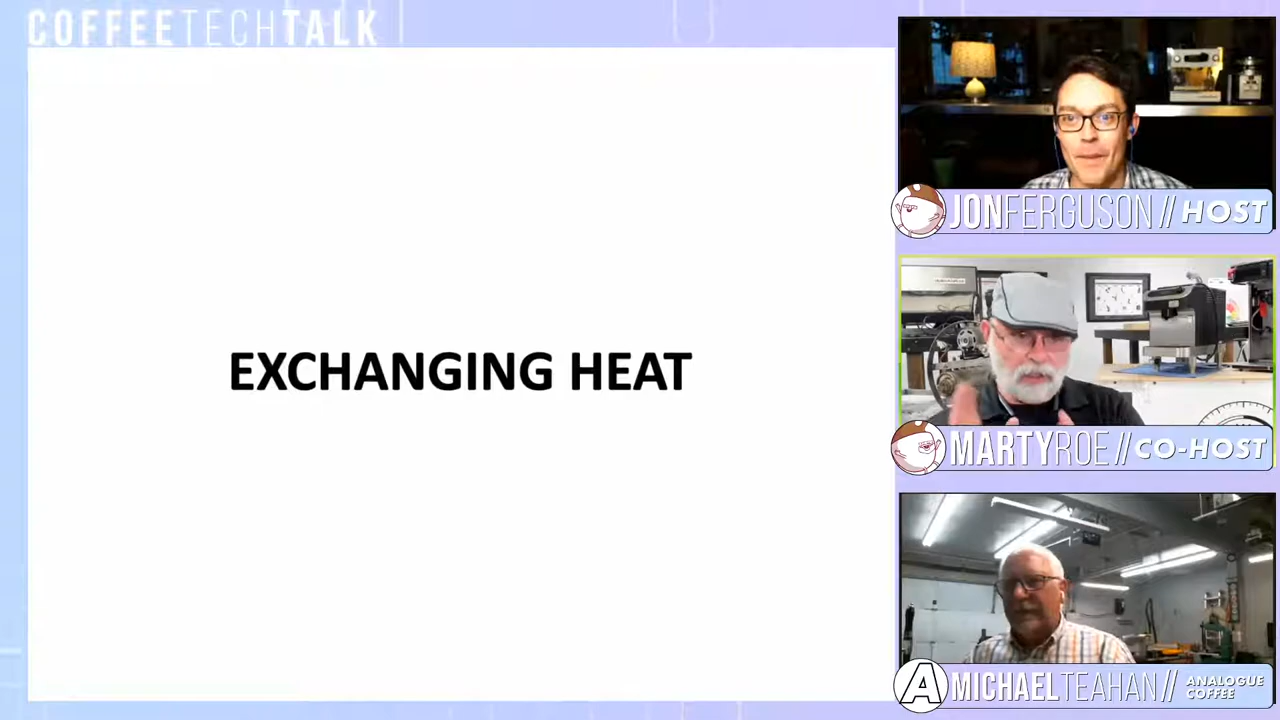 COFFEETECHTALK
EXCHANGING HEAT
JONFERGUSON // HOST
MARTYROE // CO-HOST
A MICHAELTEAHAN // ANALOGUE
COFFEE